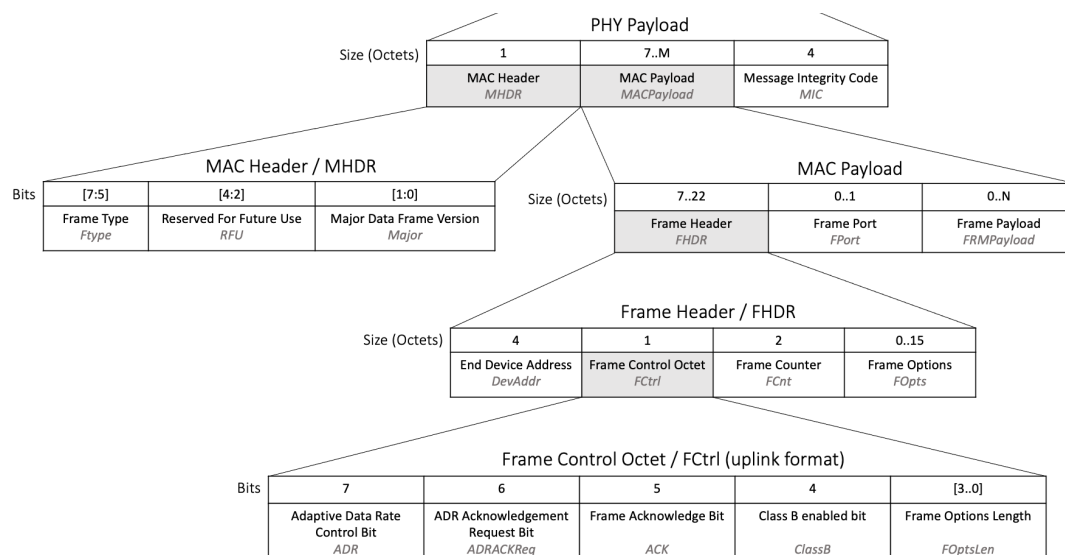 PHY Payload
Size (Octets) 1 7..M 4
MAC Header MAC Payload Message Integrity Code
MHDR MACPayload MIC
MAC Header / MHDR
Bits [7:5] [4:2] [1:0]
Frame Type Reserved For Future Use Major Data Frame Version
Ftype RFU Major
MAC Payload
Size (Octets) 7..22 0..1 0..N
Frame Header Frame Port Frame Payload
FHDR FPort FRMPayload
Frame Header / FHDR
Size (Octets) 4 1 2 0..15
End Device Address Frame Control Octet Frame Counter Frame Options
DevAddr FCtrl FCnt FOpts
Frame Control Octet / FCtrl (uplink format)
Bits 7 6 5 4 [3..0]
Adaptive Data Rate ADR Acknowledgement Frame Acknowledge Bit Class B enabled bit Frame Options Length
Control Bit Request Bit
ADR ADRACKReq ACK ClassB FOptsLen